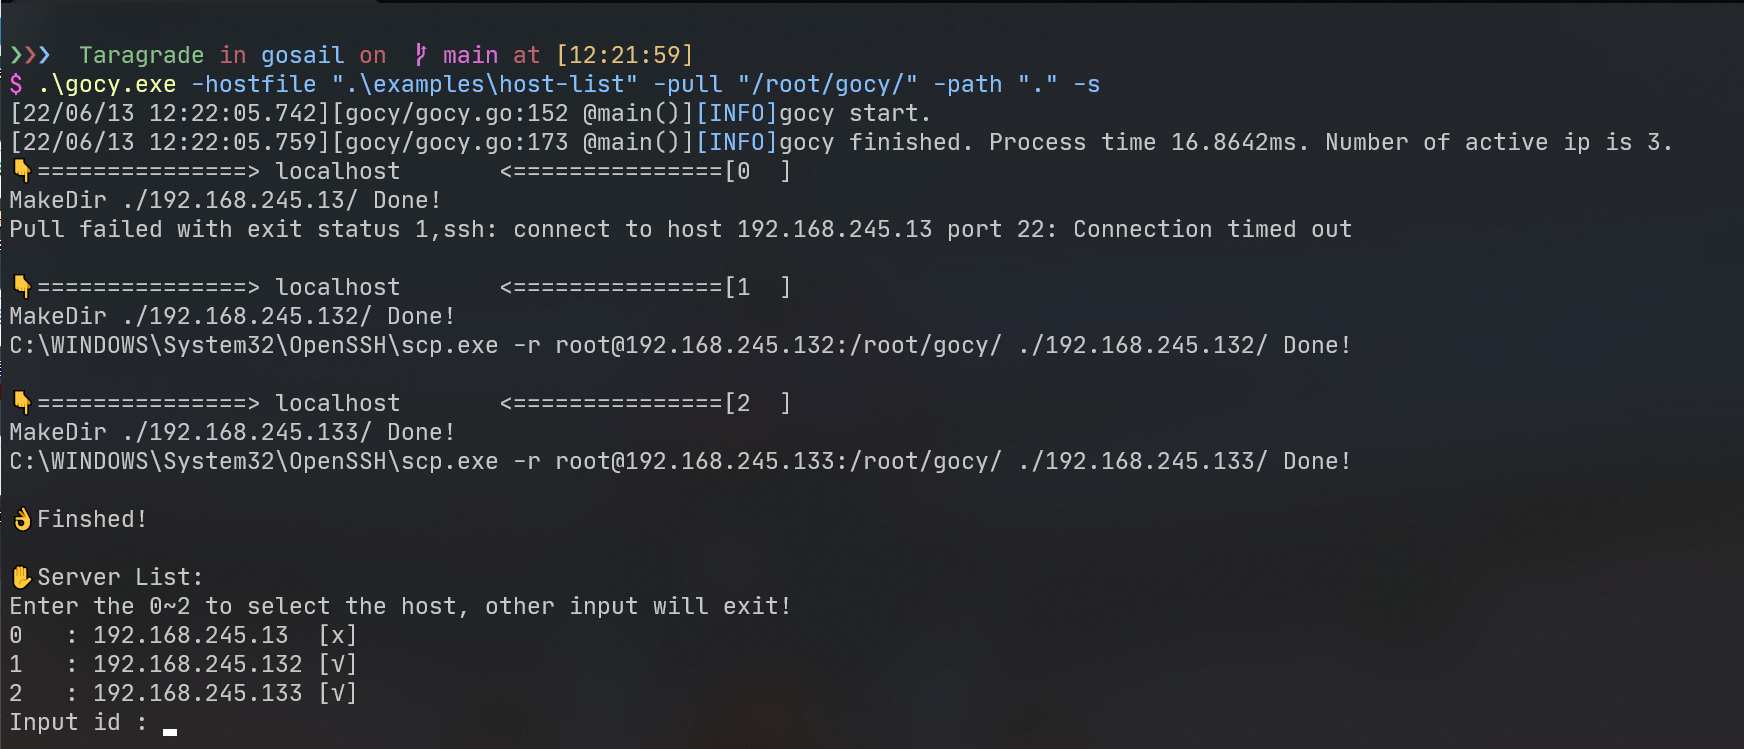 ❯❯❯  Taragrade in gosail on  main at [12:21:59]
$ .\gocy.exe -hostfile ".\examples\host-list" -pull "/root/gocy/" -path "." -s
[22/06/13 12:22:05.742][gocy/gocy.go:152 @main()][INFO]gocy start.
[22/06/13 12:22:05.759][gocy/gocy.go:173 @main()][INFO]gocy finished. Process time 16.8642ms. Number of active ip is 3.
👇===============> localhost       <===============[0  ]
MakeDir ./192.168.245.13/ Done!
Pull failed with exit status 1,ssh: connect to host 192.168.245.13 port 22: Connection timed out
👇===============> localhost       <===============[1  ]
MakeDir ./192.168.245.132/ Done!
C:\WINDOWS\System32\OpenSSH\scp.exe -r root@192.168.245.132:/root/gocy/ ./192.168.245.132/ Done!
👇===============> localhost       <===============[2  ]
MakeDir ./192.168.245.133/ Done!
C:\WINDOWS\System32\OpenSSH\scp.exe -r root@192.168.245.133:/root/gocy/ ./192.168.245.133/ Done!
👌Finshed!
✋Server List:
Enter the 0~2 to select the host, other input will exit!
0   : 192.168.245.13  [x]
1   : 192.168.245.132 [√]
2   : 192.168.245.133 [√]
Input id :